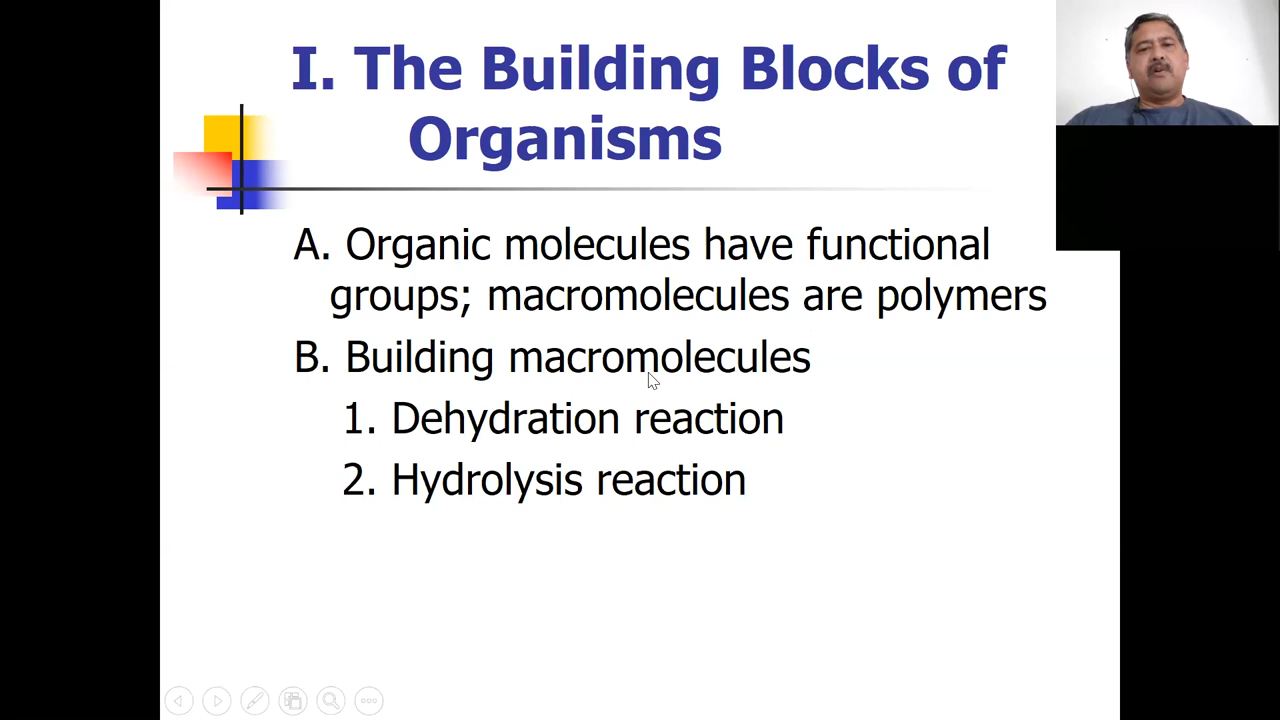 I. The Building Blocks of
Organisms
A. Organic molecules have functional
groups; macromolecules are polymers
B. Building macromolecules
1. Dehydration reaction
2. Hydrolysis reaction